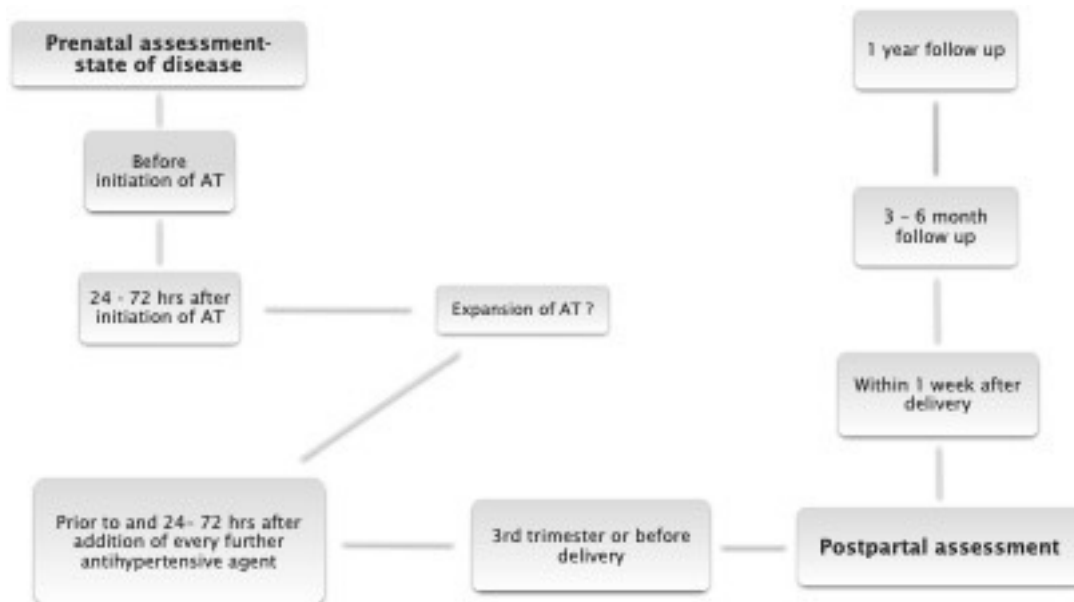 Prenatal assessment-
state of disease
Before
initiation of AT
24 - 72 hrs after
initiation of AT
Expansion of AT ?
Prior to and 24- 72 hrs after
addition of every further
antihypertensive agent
3rd trimester or before
delivery
Postpartal assessment
Within 1 week after
delivery
3 - 6 month
follow up
1 year follow up